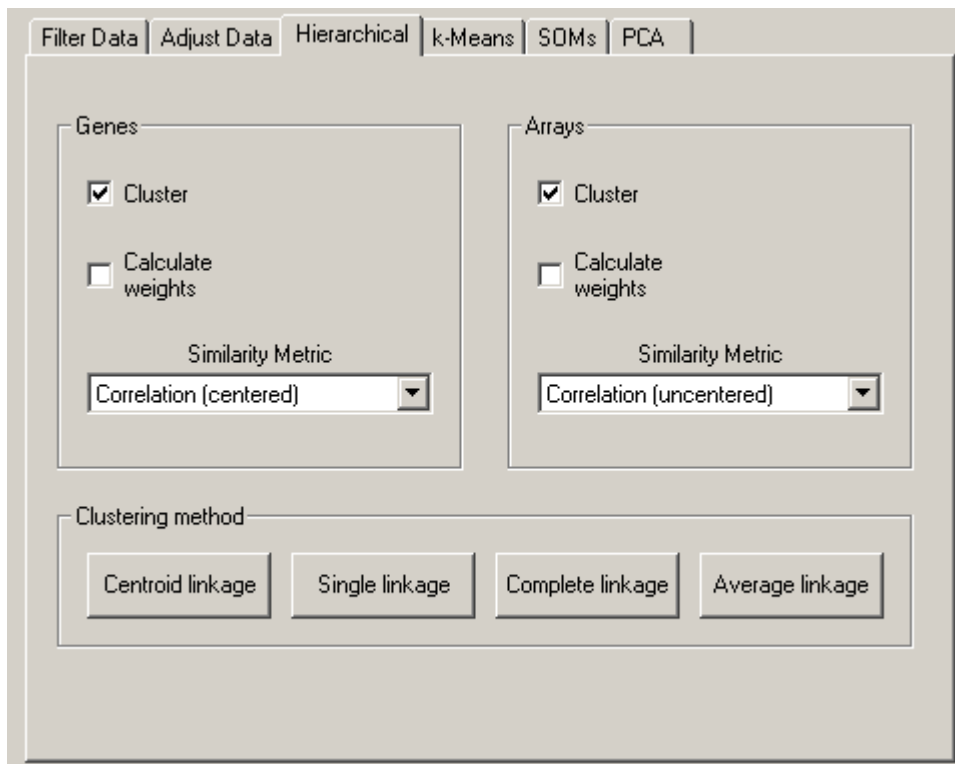 Filter Data Adjust Data Hierarchical k-Means SOMs PCA
Genes
Cluster
Calculate
weights
Similarity Metric
Correlation (centered)
Arrays
Cluster
Calculate
weights
Similarity Metric
Correlation (uncentered)
Clustering method
Centroid linkage Single linkage Complete linkage Average linkage